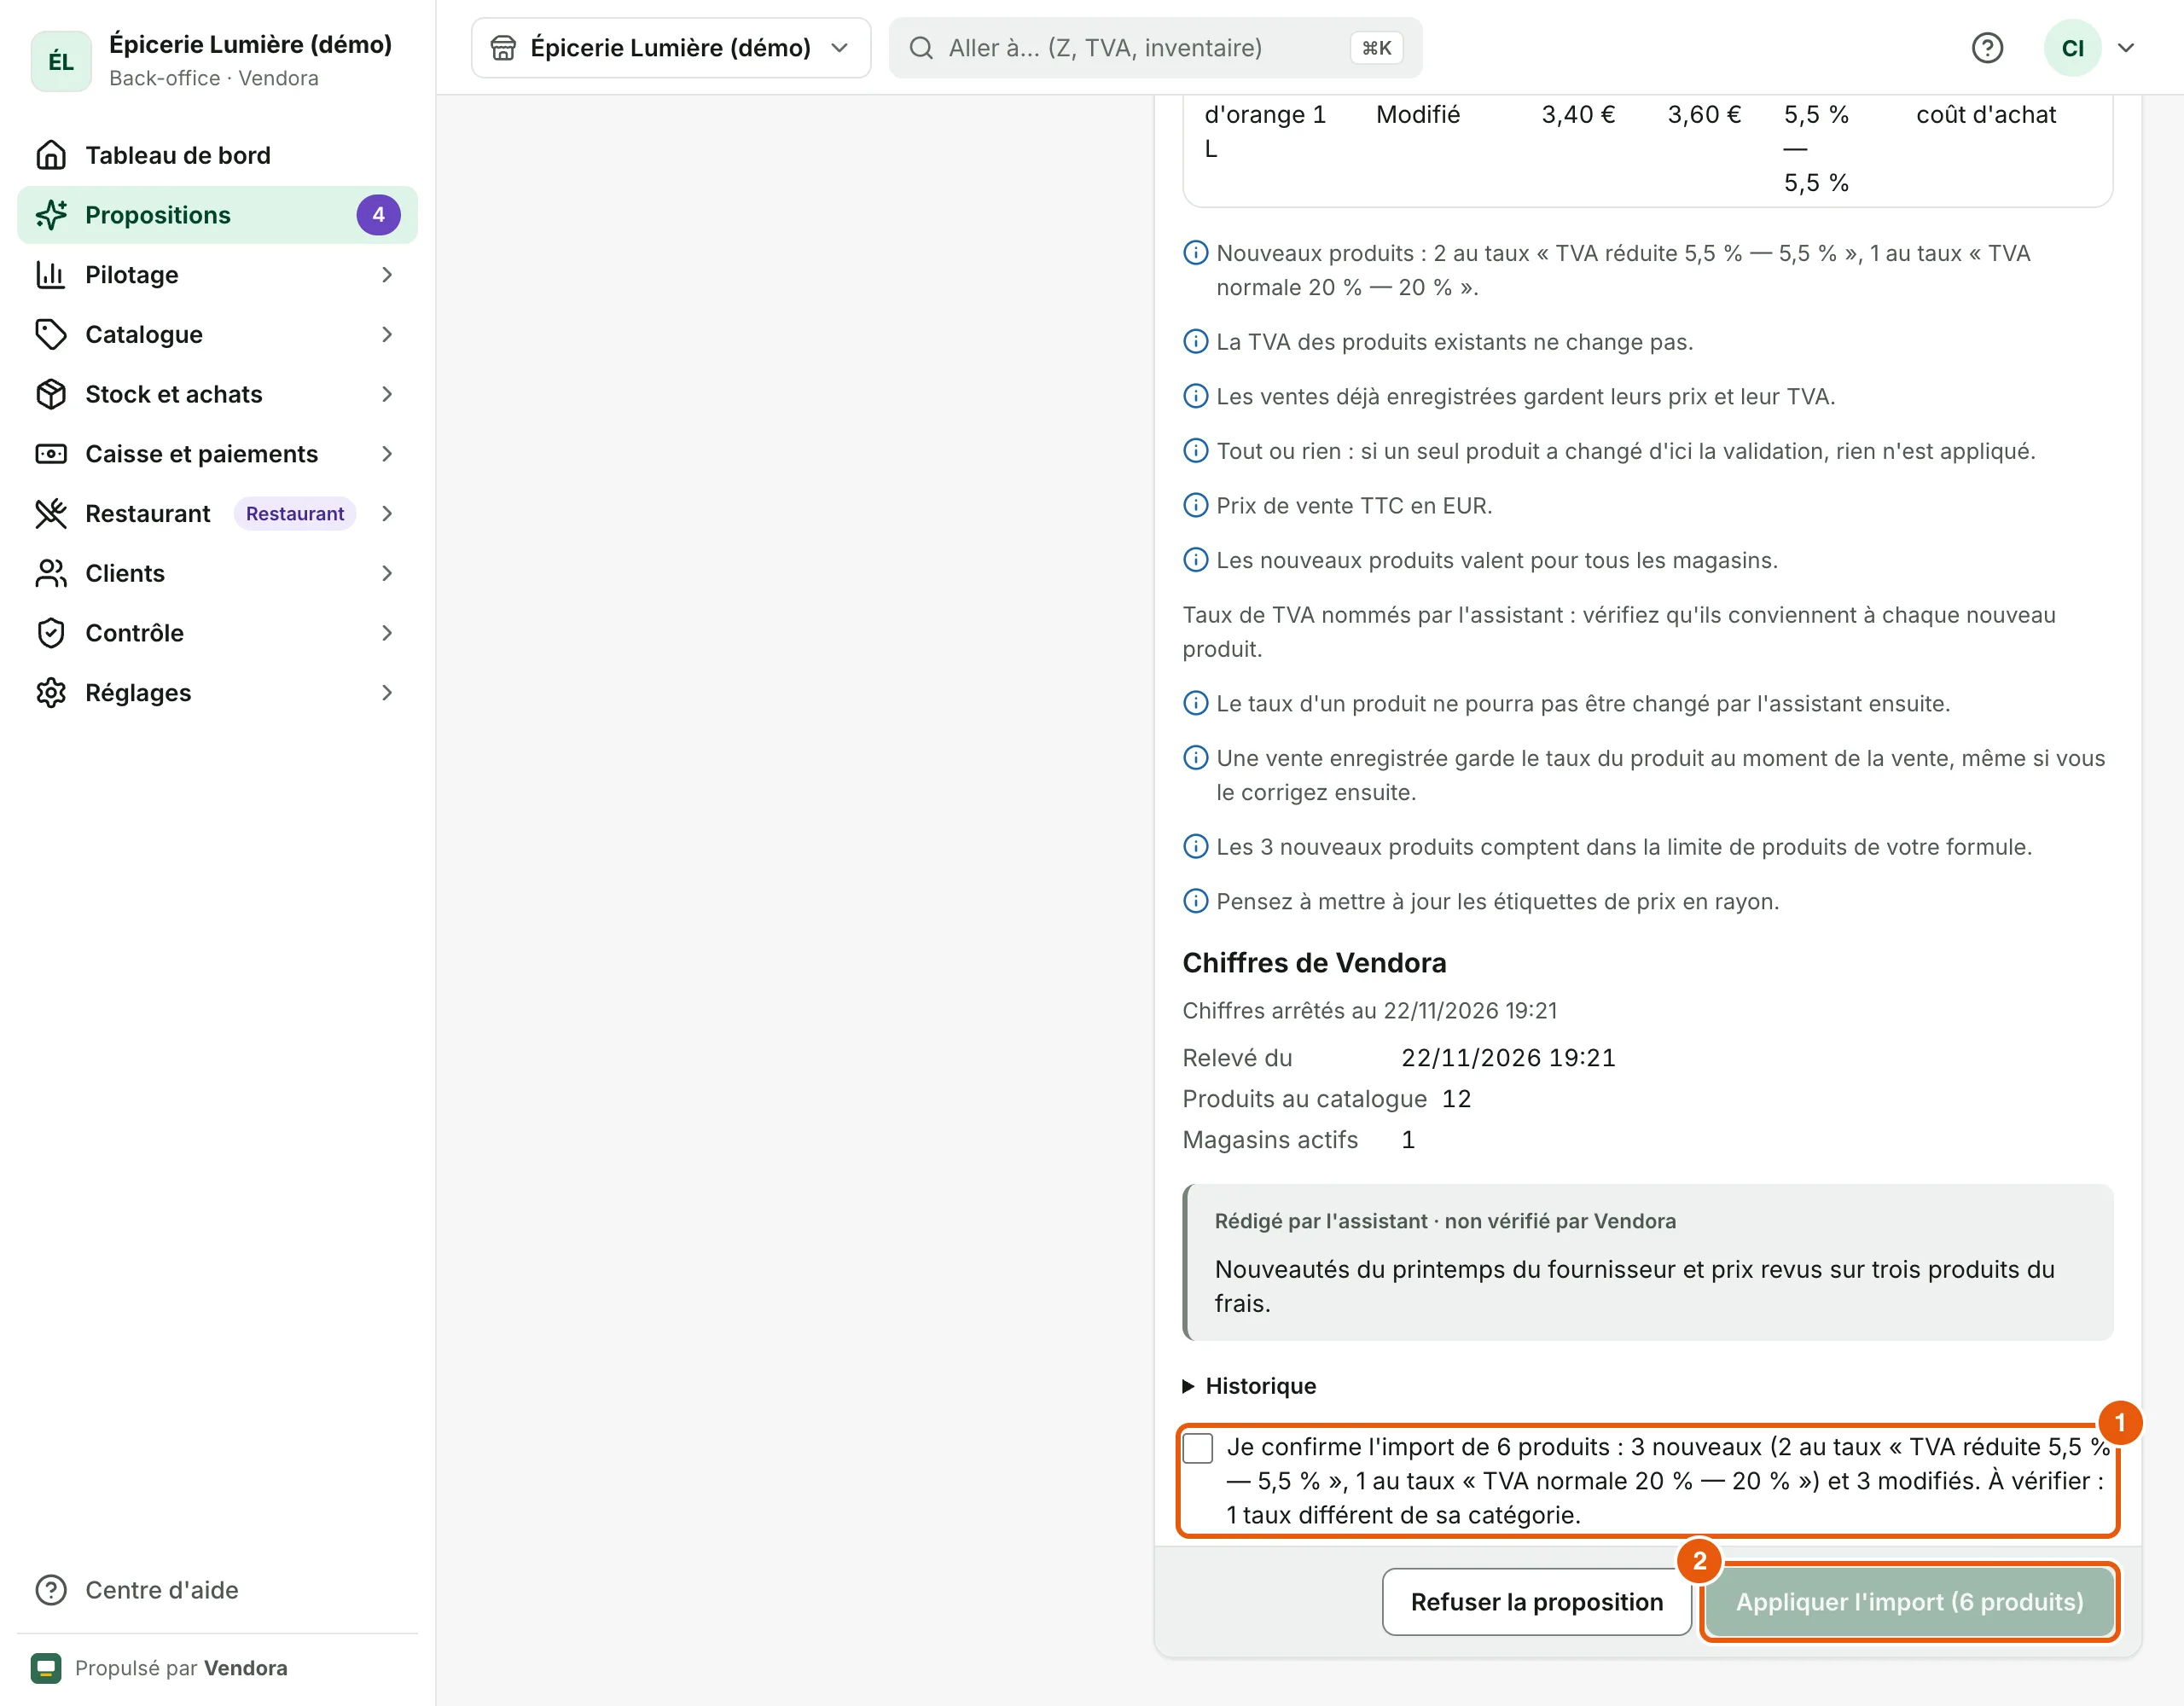 ÉL
Épicerie Lumière (démo)
Back-office · Vendora
Tableau de bord
Propositions
4
Pilotage
Catalogue
Stock et achats
Caisse et paiements
Restaurant
Restaurant
Clients
Contrôle
Réglages
Centre d'aide
Propulsé par Vendora
Épicerie Lumière (démo)
Aller à... (Z, TVA, inventaire)
⌘K
CI
d'orange 1 Modifié 3,40 € 3,60 € 5,5 % coût d'achat
L —
5,5 %
Nouveaux produits : 2 au taux « TVA réduite 5,5 % — 5,5 % », 1 au taux « TVA
normale 20 % — 20 % ».
La TVA des produits existants ne change pas.
Les ventes déjà enregistrées gardent leurs prix et leur TVA.
Tout ou rien : si un seul produit a changé d'ici la validation, rien n'est appliqué.
Prix de vente TTC en EUR.
Les nouveaux produits valent pour tous les magasins.
Taux de TVA nommés par l'assistant : vérifiez qu'ils conviennent à chaque nouveau
produit.
Le taux d'un produit ne pourra pas être changé par l'assistant ensuite.
Une vente enregistrée garde le taux du produit au moment de la vente, même si vous
le corrigez ensuite.
Les 3 nouveaux produits comptent dans la limite de produits de votre formule.
Pensez à mettre à jour les étiquettes de prix en rayon.
Chiffres de Vendora
Chiffres arrêtés au 22/11/2026 19:21
Relevé du 22/11/2026 19:21
Produits au catalogue 12
Magasins actifs 1
Rédigé par l'assistant · non vérifié par Vendora
Nouveautés du printemps du fournisseur et prix revus sur trois produits du
frais.
Historique
1
Je confirme l'import de 6 produits : 3 nouveaux (2 au taux « TVA réduite 5,5 %
— 5,5 % », 1 au taux « TVA normale 20 % — 20 % ») et 3 modifiés. À vérifier :
1 taux différent de sa catégorie.
2
Refuser la proposition
Appliquer l'import (6 produits)